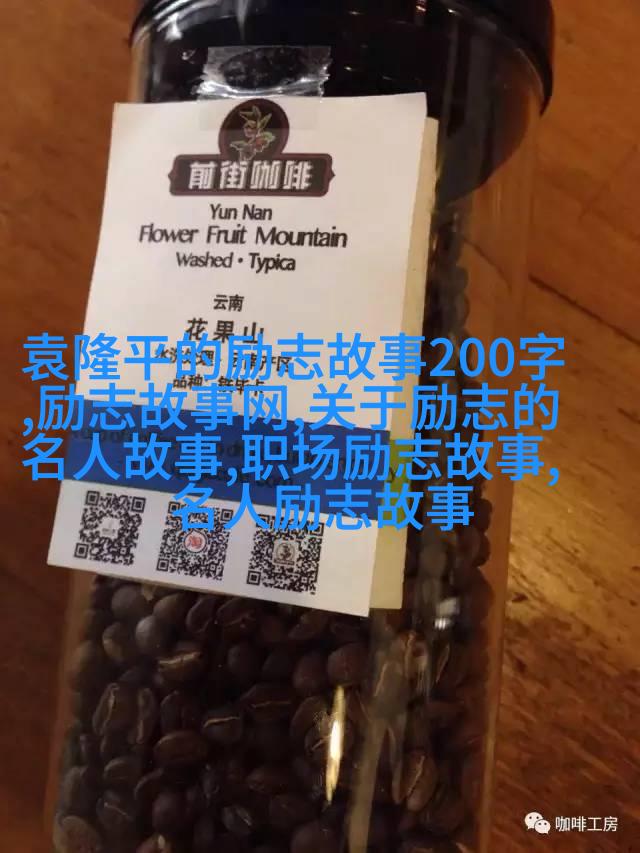 前街咖啡
Yun Nan
Flower Fruit Mountain
Washed • Typica
云南
花果山
袁隆平的励志故事200字
,励志故事网,关于励志的
名人故事,职场励志故事,
名人励志故事
淘
咖啡工房